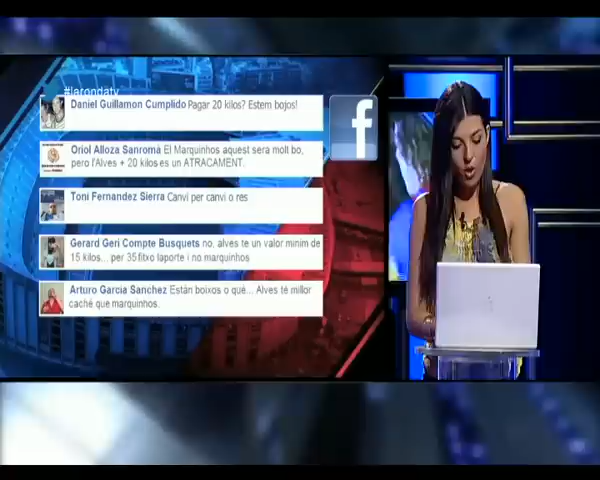 #larondatv
Daniel Guillamon Cumplido Pagar 20 kilos? Estem bojos!
Oriol Alloza Sanromà El Marquinhos aquest sera molt bo,
pero l'Alves + 20 kilos es un ATRACAMENT.
Toni Fernandez Sierra Canvi per canvi o res
Gerard Geri Compte Busquets no, alves te un valor minim de
15 kilos... per 35 fitxo laporte i no marquinhos
Arturo Garcia Sanchez Están boixos o qué... Alves té millor
caché que marquinhos.
f